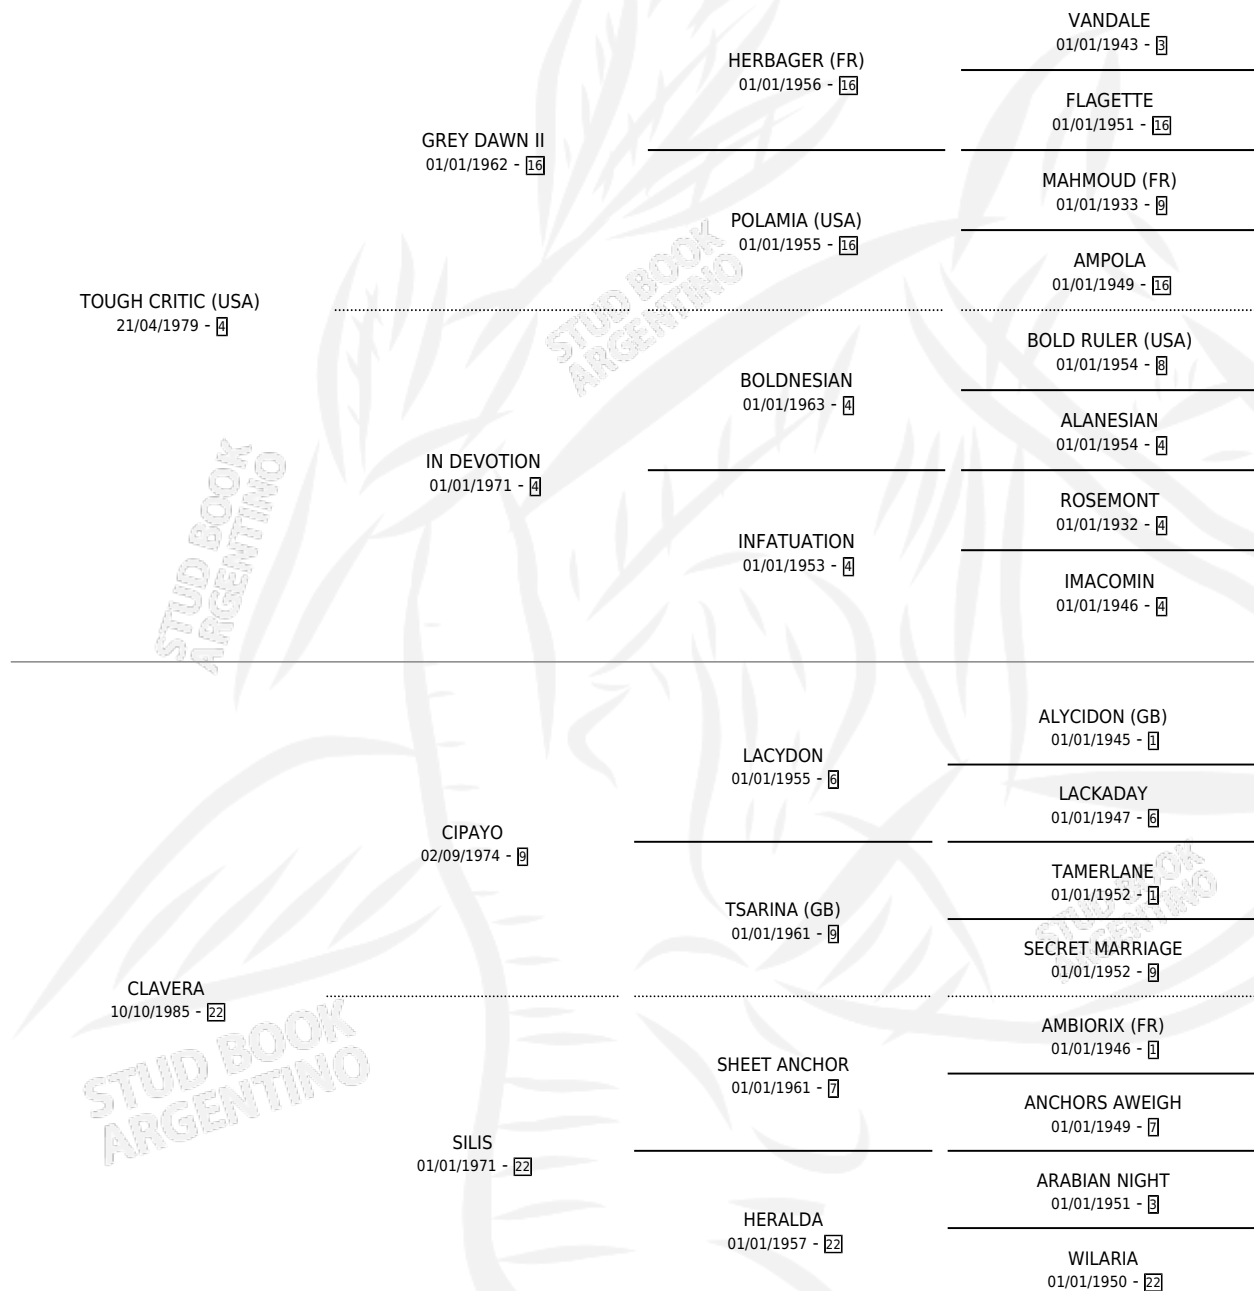 VANDALE
01/01/1943 - 3
HERBAGER (FR)
01/01/1956 - 16
FLAGETTE
01/01/1951 - 16
GREY DAWN II
01/01/1962 - 16
MAHMOUD (FR)
01/01/1933 - 9
POLAMIA (USA)
01/01/1955 - 16
AMPOLA
01/01/1949 - 16
TOUGH CRITIC (USA)
21/04/1979 - 4
STUD BOOK
ARGENTINO
BOLD RULER (USA)
01/01/1954 - 8
BOLDNESIAN
01/01/1963 - 4
ALANESIAN
01/01/1954 - 4
IN DEVOTION
01/01/1971 - 4
ROSEMONT
01/01/1932 - 4
INFATUATION
01/01/1953 - 4
IMACOMIN
01/01/1946 - 4
STUD BOOK
ARGENTINO
ALYCIDON (GB)
01/01/1945 - 1
LACYDON
01/01/1955 - 6
LACKADAY
01/01/1947 - 6
CIPAYO
02/09/1974 - 9
TAMERLANE
01/01/1952 - 1
TSARINA (GB)
01/01/1961 - 9
SECRET MARRIAGE
01/01/1952 - 9
STUD BOOK
ARGENTINO
CLAVERA
10/10/1985 - 22
AMBIORIX (FR)
01/01/1946 - 1
SHEET ANCHOR
01/01/1961 - 7
ANCHORS AWEIGH
01/01/1949 - 7
STUD BOOK
ARGENTINO
SILIS
01/01/1971 - 22
ARABIAN NIGHT
01/01/1951 - 3
HERALDA
01/01/1957 - 22
WILARIA
01/01/1950 - 22